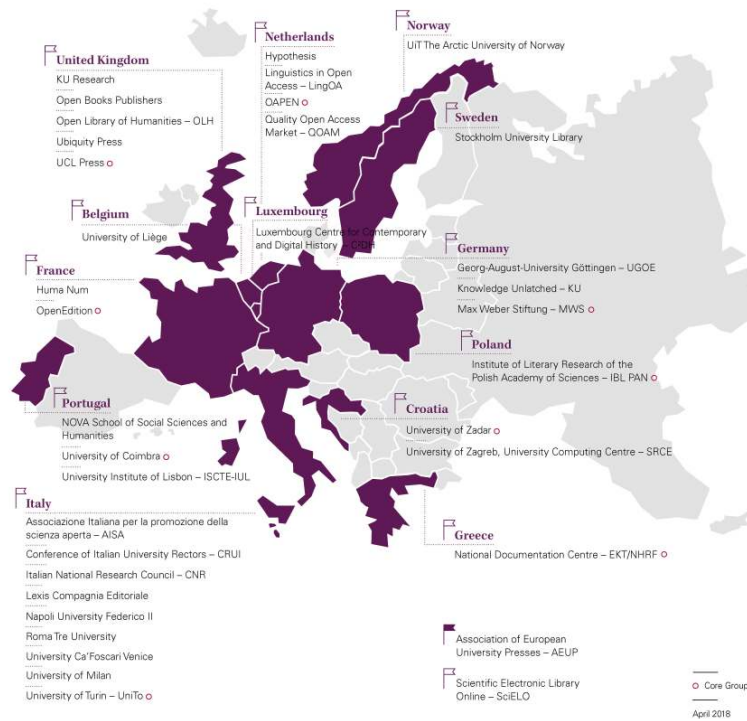 Norway
UiT The Arctic University of Norway
Netherlands
Hypothesis
Linguistics in Open
Access – LingOA
OAPEN
Quality Open Access
Market – QOAM
United Kingdom
KU Research
Open Books Publishers
Open Library of Humanities – OLH
Ubiquity Press
UCL Press
Sweden
Stockholm University Library
Belgium
University of Liège
Luxembourg
Luxembourg Centre for Contemporary
and Digital History – C²DH
Germany
Georg-August-University Göttingen – UGOE
Knowledge Unlatched – KU
Max Weber Stiftung – MWS
France
Huma Num
OpenEdition
Poland
Institute of Literary Research of the
Polish Academy of Sciences – IBL PAN
Portugal
NOVA School of Social Sciences and
Humanities
University of Coimbra
University Institute of Lisbon – ISCTE-IUL
Croatia
University of Zadar
University of Zagreb, University Computing Centre – SRCE
Italy
Associazione Italiana per la promozione della
scienza aperta – AISA
Conference of Italian University Rectors – CRUI
Italian National Research Council – CNR
Lexis Compagnia Editoriale
Napoli University Federico II
Roma Tre University
University Ca'Foscari Venice
University of Milan
University of Turin – UniTo
Greece
National Documentation Centre – EKT/NHRF
Association of European
University Presses – AEUP
Scientific Electronic Library
Online – SciELO
Core Group
April 2018